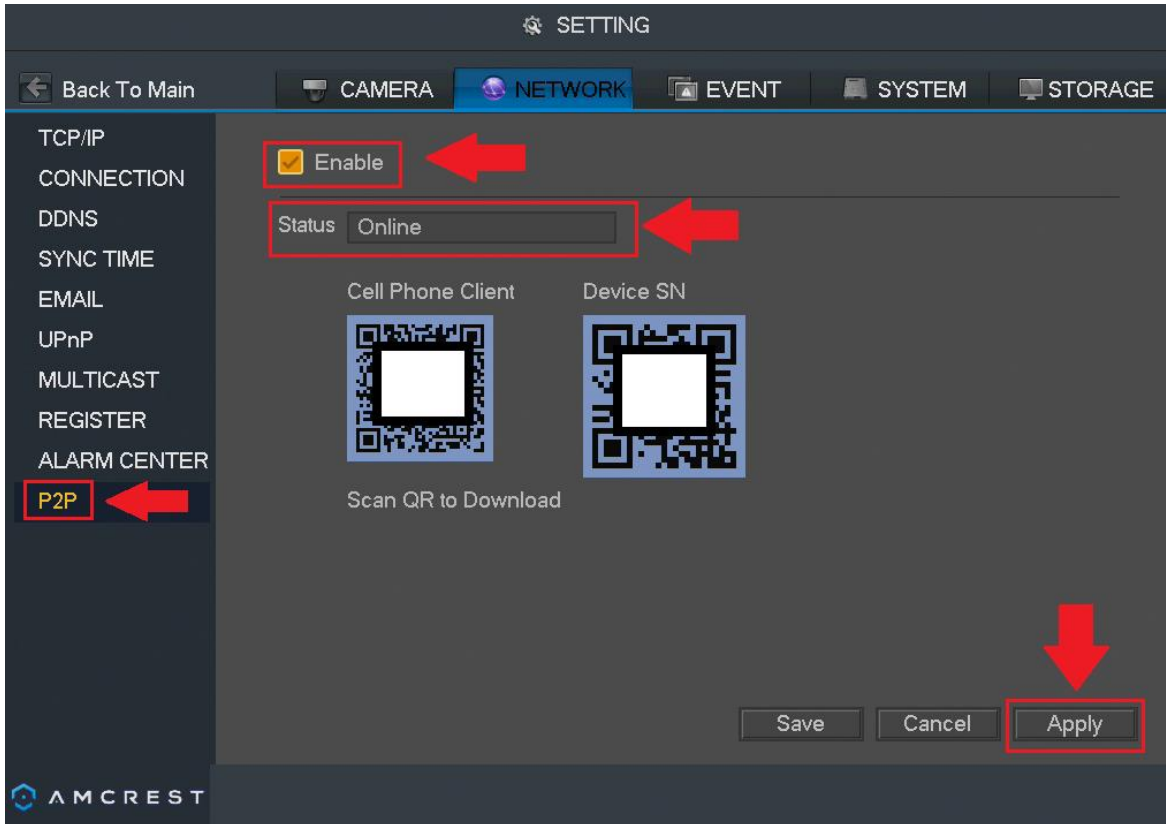 SETTING
Back To Main
CAMERA
NETWORK
EVENT
SYSTEM
STORAGE
TCP/IP
CONNECTION
DDNS
SYNC TIME
EMAIL
UPnP
MULTICAST
REGISTER
ALARM CENTER
P2P
Enable
Status Online
Cell Phone Client
Device SN
Scan QR to Download
Save
Cancel
Apply
AMCREST